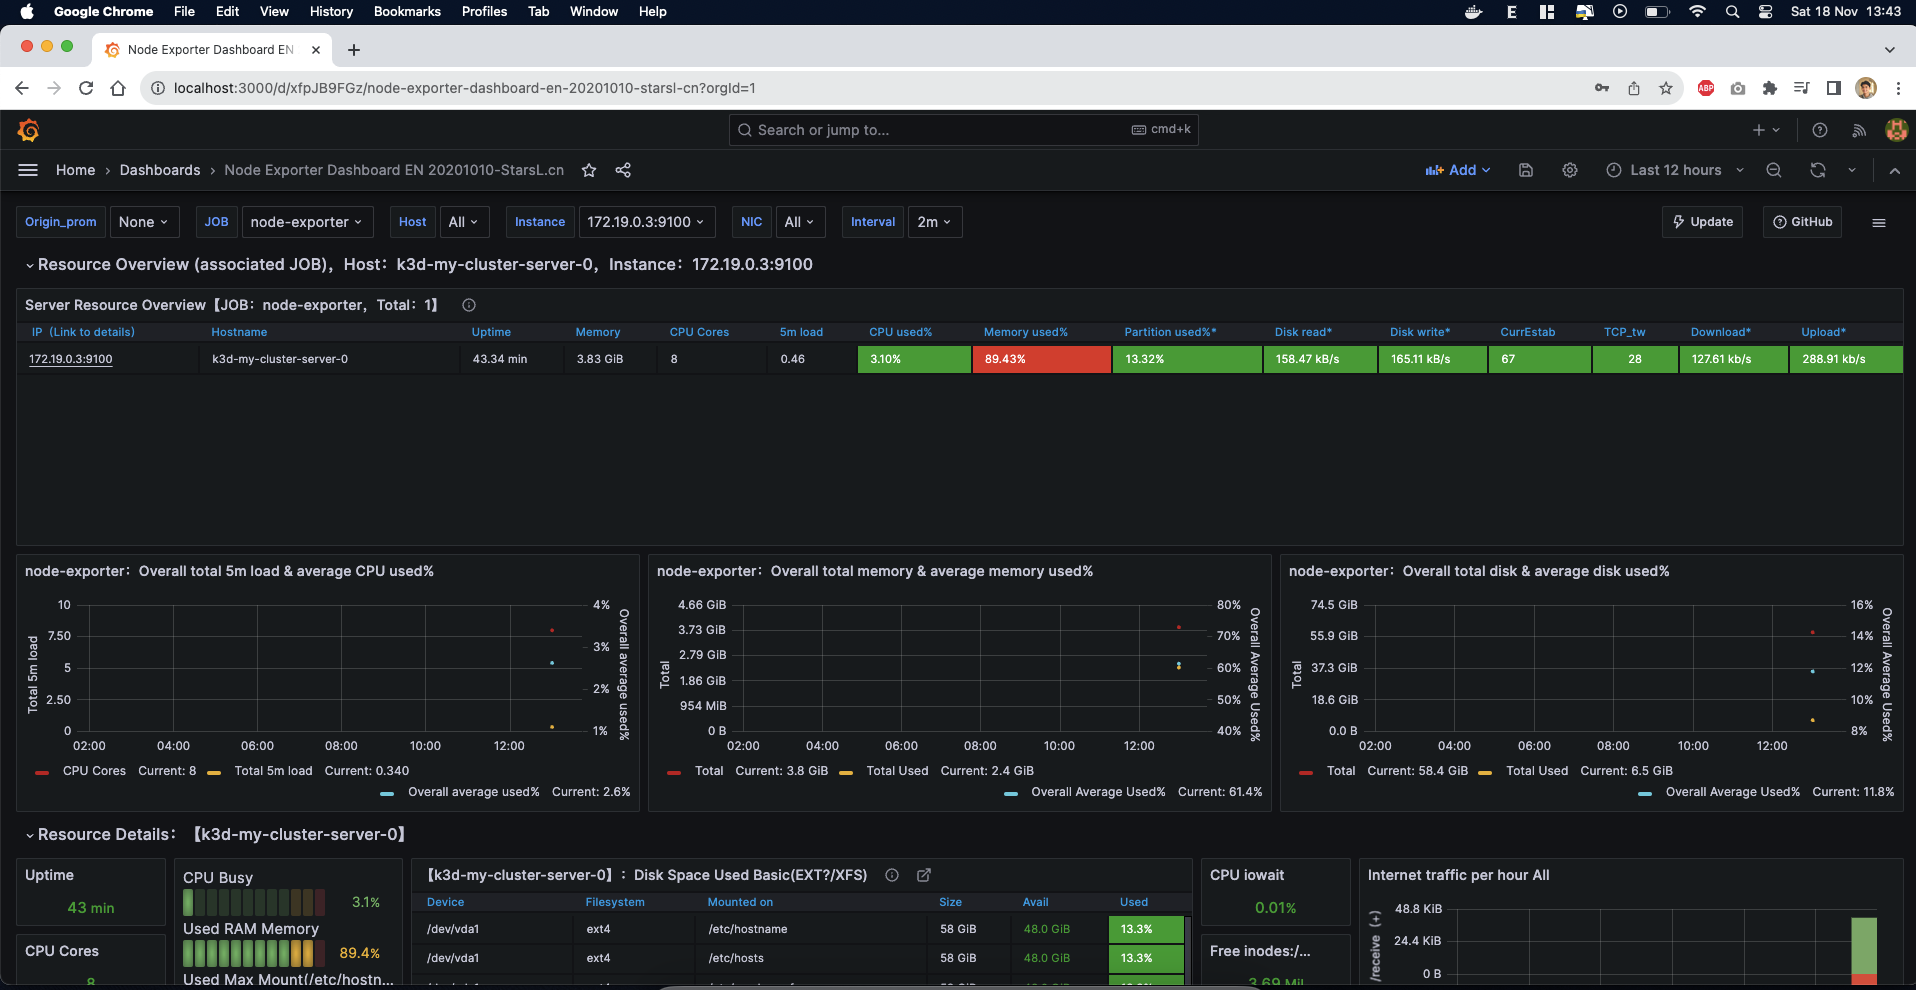 Google Chrome File Edit View History Bookmarks Profiles Tab Window Help E Sat 18 Nov 13:43
Node Exporter Dashboard EN
localhost:3000/d/xfpJB9FGz/node-exporter-dashboard-en-20201010-starsl-cn?orgId=1 ABP
Search or jump to... cmd+k
Home › Dashboards › Node Exporter Dashboard EN 20201010-StarsL.cn Add Last 12 hours
Origin_prom None JOB node-exporter Host All Instance 172.19.0.3:9100 NIC All Interval 2m Update GitHub
Resource Overview (associated JOB)，Host：k3d-my-cluster-server-0，Instance：172.19.0.3:9100
Server Resource Overview【JOB：node-exporter，Total：1】
IP（Link to details) Hostname Uptime Memory CPU Cores 5m load CPU used% Memory used% Partition used%* Disk read* Disk write* CurrEstab TCP_tw Download* Upload*
172.19.0.3:9100 k3d-my-cluster-server-0 43.34 min 3.83 GiB 8 0.46 3.10% 89.43% 13.32% 158.47 kB/s 165.11 kB/s 67 28 127.61 kb/s 288.91 kb/s
node-exporter：Overall total 5m load & average CPU used%
10
7.50
5
2.50
0
Total 5m load
4%
3%
2%
1%
Overall average used%
02:00 04:00 06:00 08:00 10:00 12:00
CPU Cores Current: 8 Total 5m load Current: 0.340
Overall average used% Current: 2.6%
node-exporter：Overall total memory & average memory used%
4.66 GiB
3.73 GiB
2.79 GiB
1.86 GiB
954 MiB
0 B
Total
80%
70%
60%
50%
40%
Overall Average Used%
02:00 04:00 06:00 08:00 10:00 12:00
Total Current: 3.8 GiB Total Used Current: 2.4 GiB
Overall Average Used% Current: 61.4%
node-exporter：Overall total disk & average disk used%
74.5 GiB
55.9 GiB
37.3 GiB
18.6 GiB
0.0 B
Total
16%
14%
12%
10%
8%
Overall Average Used%
02:00 04:00 06:00 08:00 10:00 12:00
Total Current: 58.4 GiB Total Used Current: 6.5 GiB
Overall Average Used% Current: 11.8%
Resource Details：【k3d-my-cluster-server-0】
Uptime
43 min
CPU Cores
8
CPU Busy
3.1%
Used RAM Memory
89.4%
Used Max Mount(/etc/hostn...
【k3d-my-cluster-server-0】：Disk Space Used Basic(EXT?/XFS)
Device Filesystem Mounted on Size Avail Used
/dev/vda1 ext4 /etc/hostname 58 GiB 48.0 GiB 13.3%
/dev/vda1 ext4 /etc/hosts 58 GiB 48.0 GiB 13.3%
CPU iowait
0.01%
Free inodes:/...
3.69 Mil
Internet traffic per hour All
48.8 KiB
24.4 KiB
0 B
/receive (+)